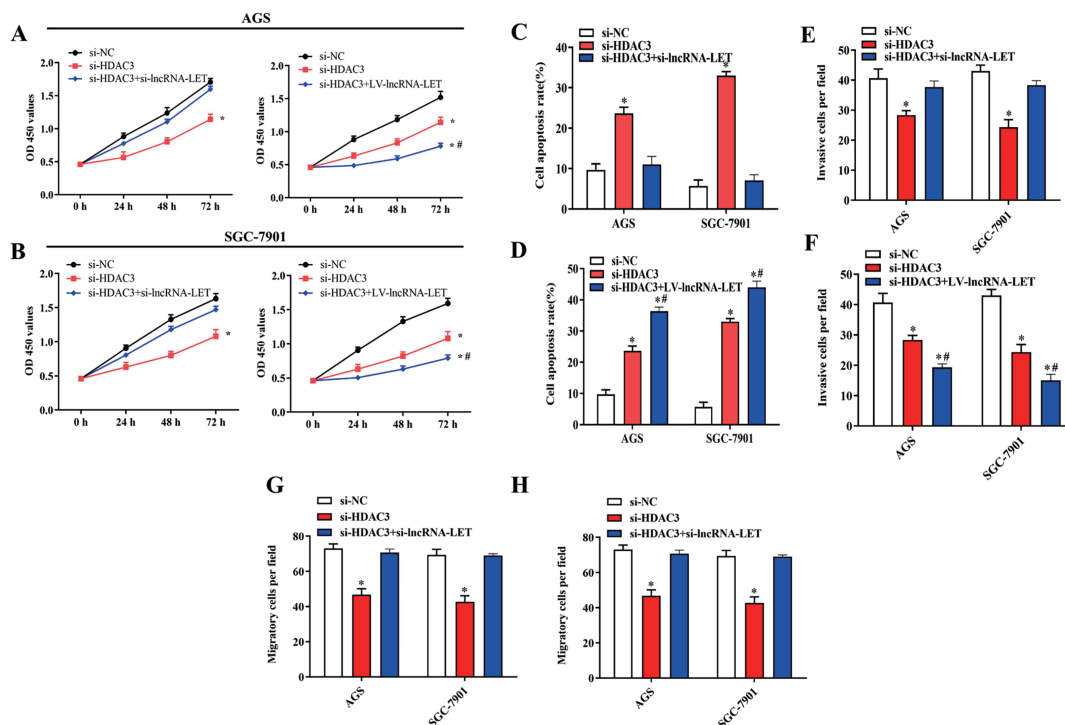 AGS
A
si-NC
si-HDAC3
si-HDAC3+si-lncRNA-LET
OD 450 values
2.0
1.5
1.0
0.5
0.0
0 h 24 h 48 h 72 h
*
si-NC
si-HDAC3
si-HDAC3+LV-lncRNA-LET
OD 450 values
2.0
1.5
1.0
0.5
0.0
0 h 24 h 48 h 72 h
*
* #
SGC-7901
B
si-NC
si-HDAC3
si-HDAC3+si-lncRNA-LET
OD 450 values
2.0
1.5
1.0
0.5
0.0
0 h 24 h 48 h 72 h
*
si-NC
si-HDAC3
si-HDAC3+LV-lncRNA-LET
OD 450 values
2.0
1.5
1.0
0.5
0.0
0 h 24 h 48 h 72 h
*
* #
C
si-NC
si-HDAC3
si-HDAC3+si-lncRNA-LET
Cell apoptosis rate(%)
40
30
20
10
0
* *
AGS SGC-7901
D
si-NC
si-HDAC3
si-HDAC3+LV-lncRNA-LET
Cell apoptosis rate(%)
40
30
20
10
0
* *# * *#
AGS SGC-7901
E
si-NC
si-HDAC3
si-HDAC3+si-lncRNA-LET
Invasive cells per field
50
40
30
20
10
0
* *
AGS SGC-7901
F
si-NC
si-HDAC3
si-HDAC3+LV-lncRNA-LET
Invasive cells per field
50
40
30
20
10
0
* *# * *#
AGS SGC-7901
G
si-NC
si-HDAC3
si-HDAC3+si-lncRNA-LET
Migratory cells per field
80
60
40
20
0
* *
AGS SGC-7901
H
si-NC
si-HDAC3
si-HDAC3+si-lncRNA-LET
Migratory cells per field
80
60
40
20
0
* *
AGS SGC-7901